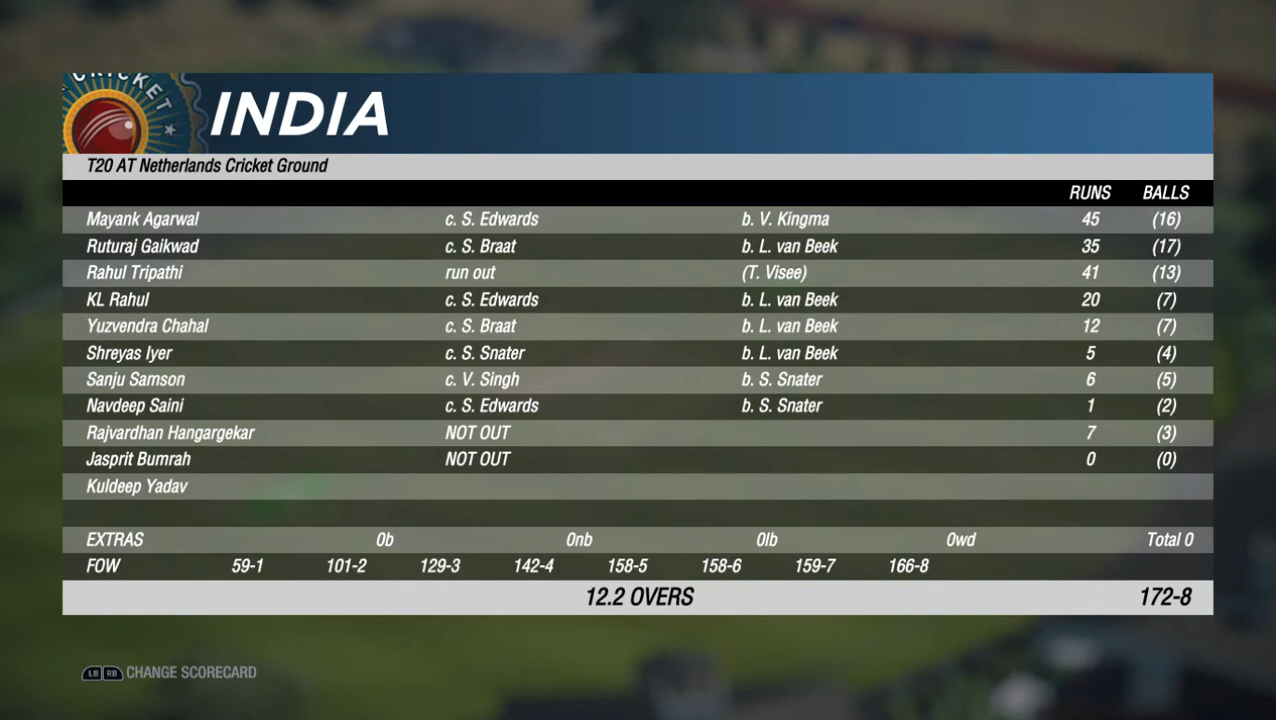 CRICKET
INDIA
T20 AT Netherlands Cricket Ground
RUNS BALLS
Mayank Agarwal c. S. Edwards b. V. Kingma 45 (16)
Ruturaj Gaikwad c. S. Braat b. L. van Beek 35 (17)
Rahul Tripathi run out (T. Visee) 41 (13)
KL Rahul c. S. Edwards b. L. van Beek 20 (7)
Yuzvendra Chahal c. S. Braat b. L. van Beek 12 (7)
Shreyas Iyer c. S. Snater b. L. van Beek 5 (4)
Sanju Samson c. V. Singh b. S. Snater 6 (5)
Navdeep Saini c. S. Edwards b. S. Snater 1 (2)
Rajvardhan Hangargekar NOT OUT 7 (3)
Jasprit Bumrah NOT OUT 0 (0)
Kuldeep Yadav
EXTRAS 0b 0nb 0lb 0wd Total 0
FOW 59-1 101-2 129-3 142-4 158-5 158-6 159-7 166-8
12.2 OVERS 172-8
LB RB CHANGE SCORECARD